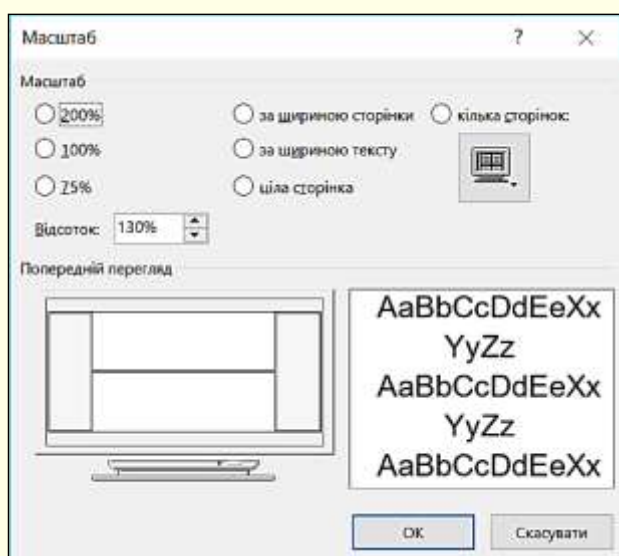 Масштаб ?
Масштаб
200% за шириною сторінки кілька сторінок:
100% за шириною тексту
75% ціла сторінка
Відсоток: 130%
Попередній перегляд
AaBbCcDdEeXx
YyZz
AaBbCcDdEeXx
YyZz
AaBbCcDdEeXx
ОК Скасувати